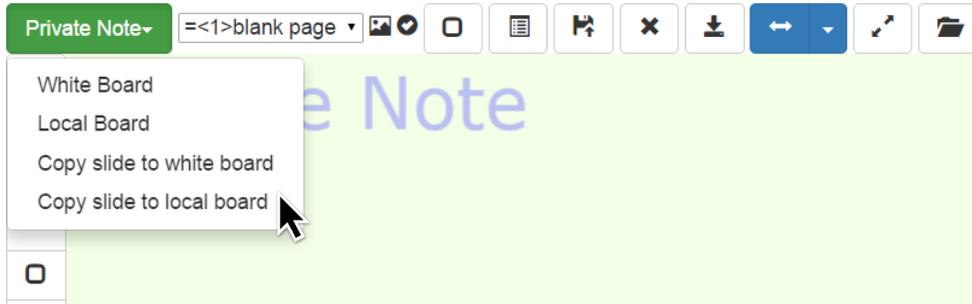 Private Note
=<1>blank page
White Board
Local Board
Copy slide to white board
Copy slide to local board
e Note